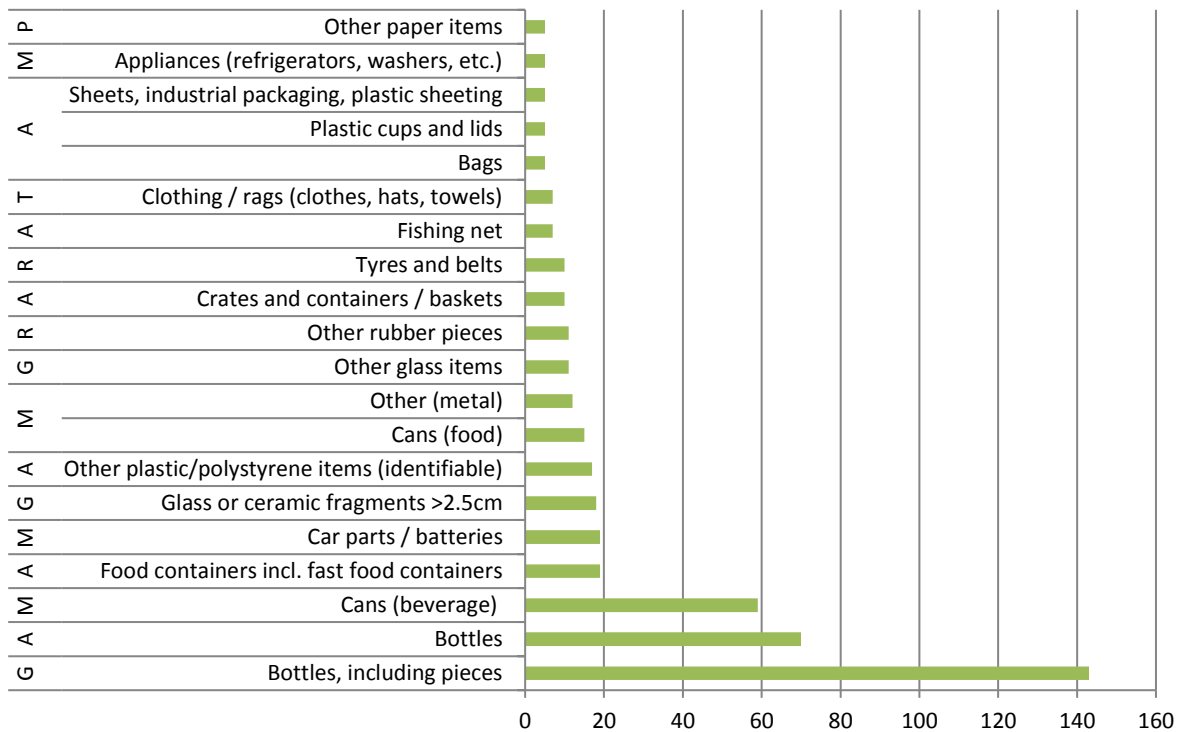 P Other paper items
M Appliances (refrigerators, washers, etc.)
Sheets, industrial packaging, plastic sheeting
A Plastic cups and lids
Bags
T Clothing / rags (clothes, hats, towels)
A Fishing net
R Tyres and belts
A Crates and containers / baskets
R Other rubber pieces
G Other glass items
M Other (metal)
Cans (food)
A Other plastic/polystyrene items (identifiable)
G Glass or ceramic fragments >2.5cm
M Car parts / batteries
A Food containers incl. fast food containers
M Cans (beverage)
A Bottles
G Bottles, including pieces
0 20 40 60 80 100 120 140 160